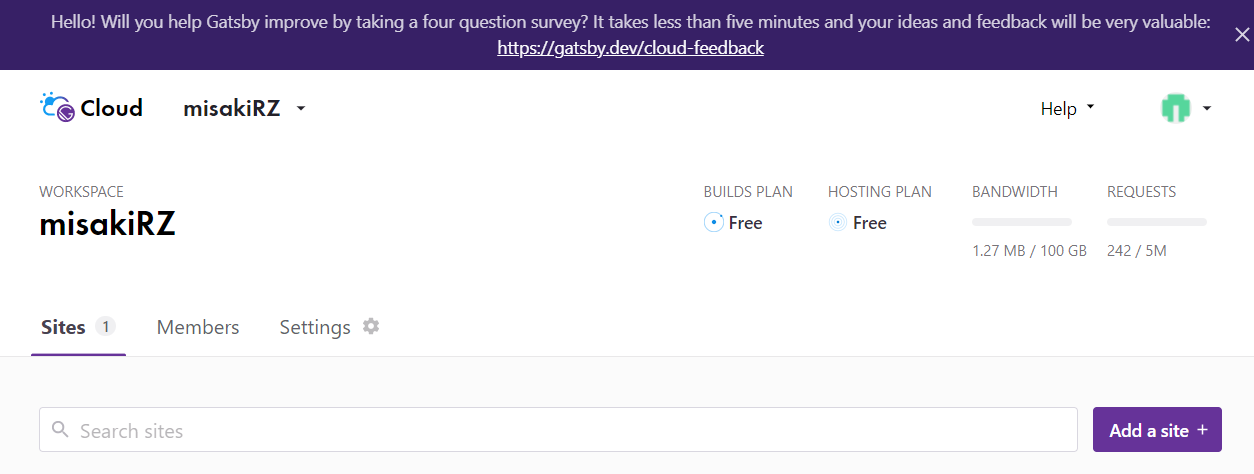 Hello! Will you help Gatsby improve by taking a four question survey? It takes less than five minutes and your ideas and feedback will be very valuable:
https://gatsby.dev/cloud-feedback
Cloud misakiRZ Help
WORKSPACE BUILDS PLAN HOSTING PLAN BANDWIDTH REQUESTS
misakiRZ Free Free
1.27 MB / 100 GB 242 / 5M
Sites 1 Members Settings
Search sites Add a site +